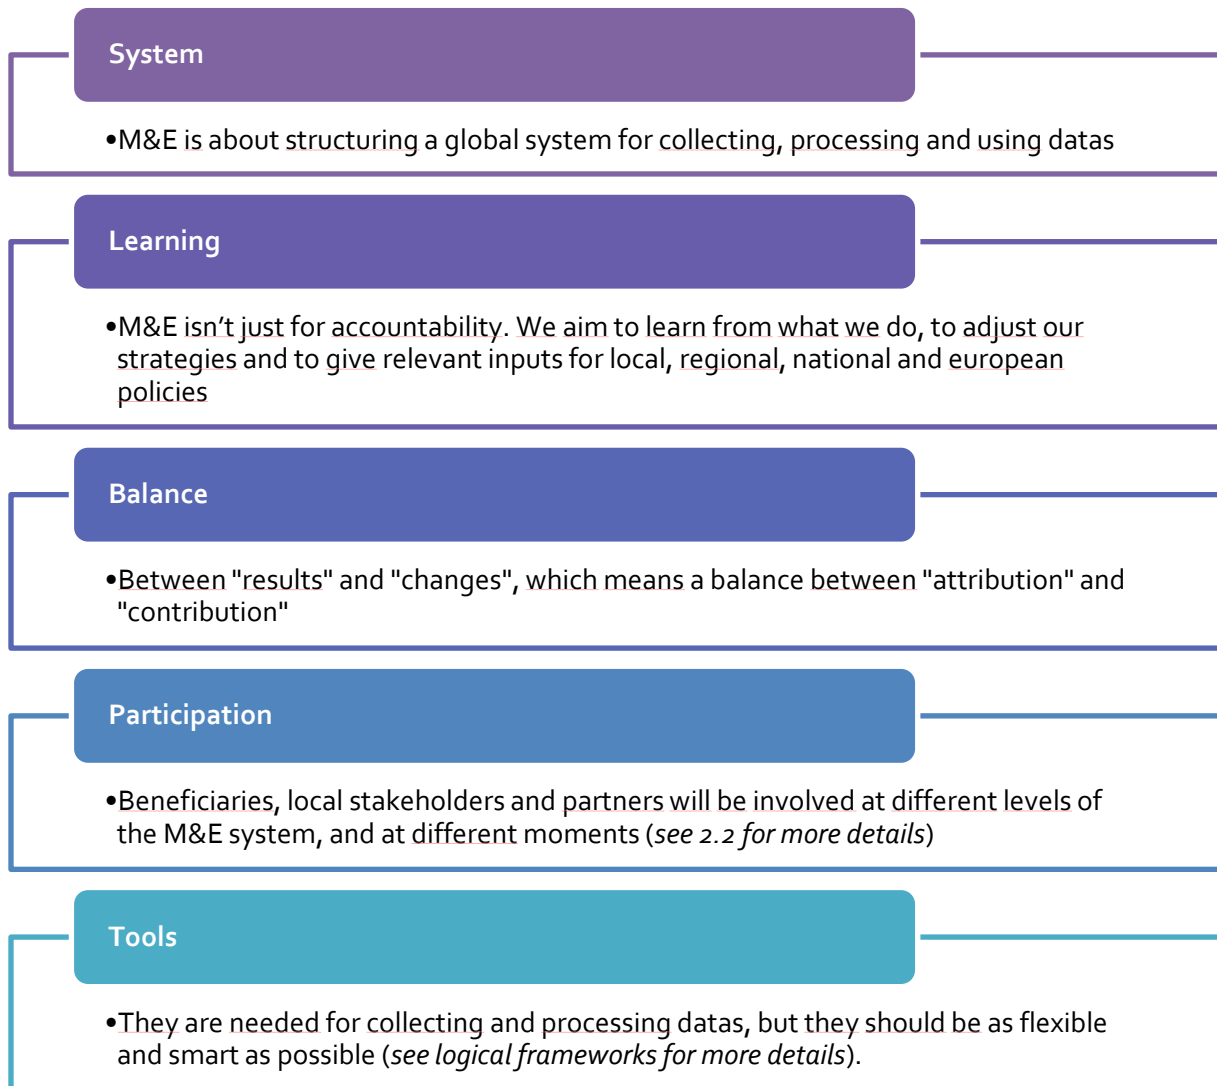 System
•M&E is about structuring a global system for collecting, processing and using datas
Learning
•M&E isn’t just for accountability. We aim to learn from what we do, to adjust our
strategies and to give relevant inputs for local, regional, national and european
policies
Balance
•Between "results" and "changes", which means a balance between "attribution" and
"contribution"
Participation
•Beneficiaries, local stakeholders and partners will be involved at different levels of
the M&E system, and at different moments (see 2.2 for more details)
Tools
•They are needed for collecting and processing datas, but they should be as flexible
and smart as possible (see logical frameworks for more details).